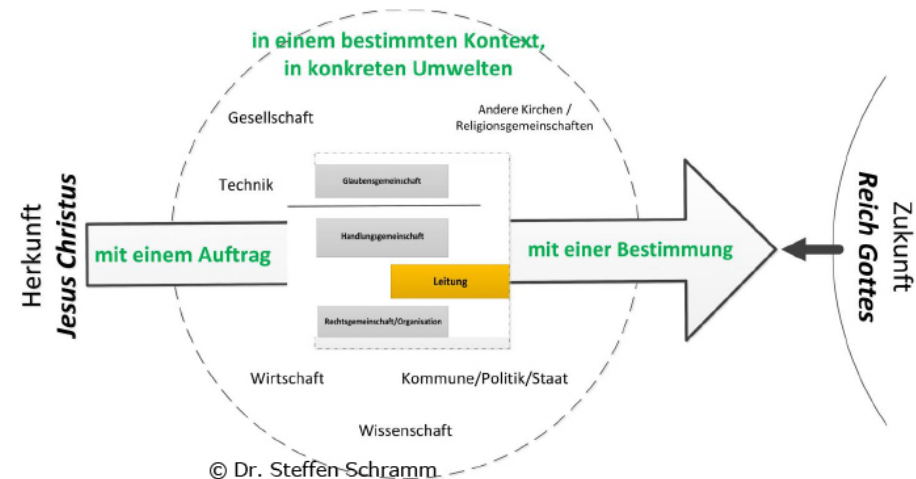 in einem bestimmten Kontext,
in konkreten Umwelten
Gesellschaft
Andere Kirchen /
Religionsgemeinschaften
Technik
Glaubensgemeinschaft
Herkunft
Jesus Christus
mit einem Auftrag
Handlungsgemeinschaft
mit einer Bestimmung
Reich Gottes
Zukunft
Leitung
Rechtsgemeinschaft/Organisation
Wirtschaft
Kommune/Politik/Staat
Wissenschaft
© Dr. Steffen Schramm